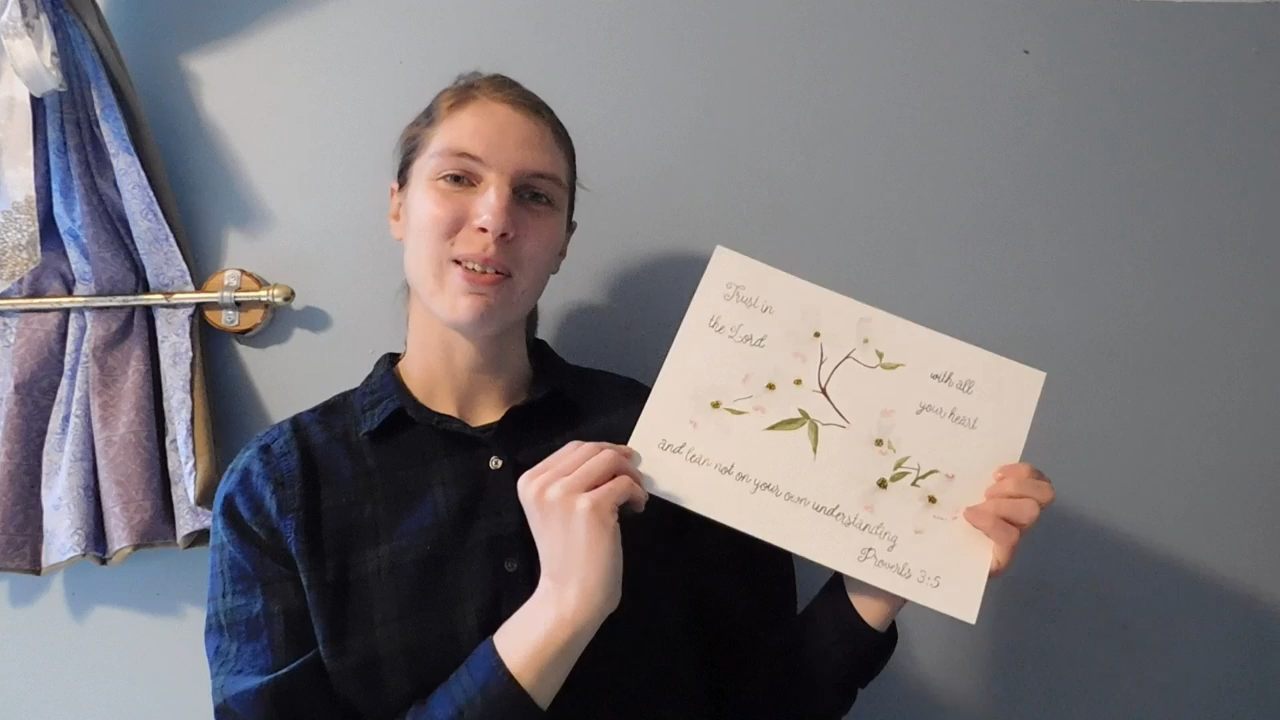 Trust in
the Lord
with all
your heart
and lean not on your own understanding
Proverbs 3:5